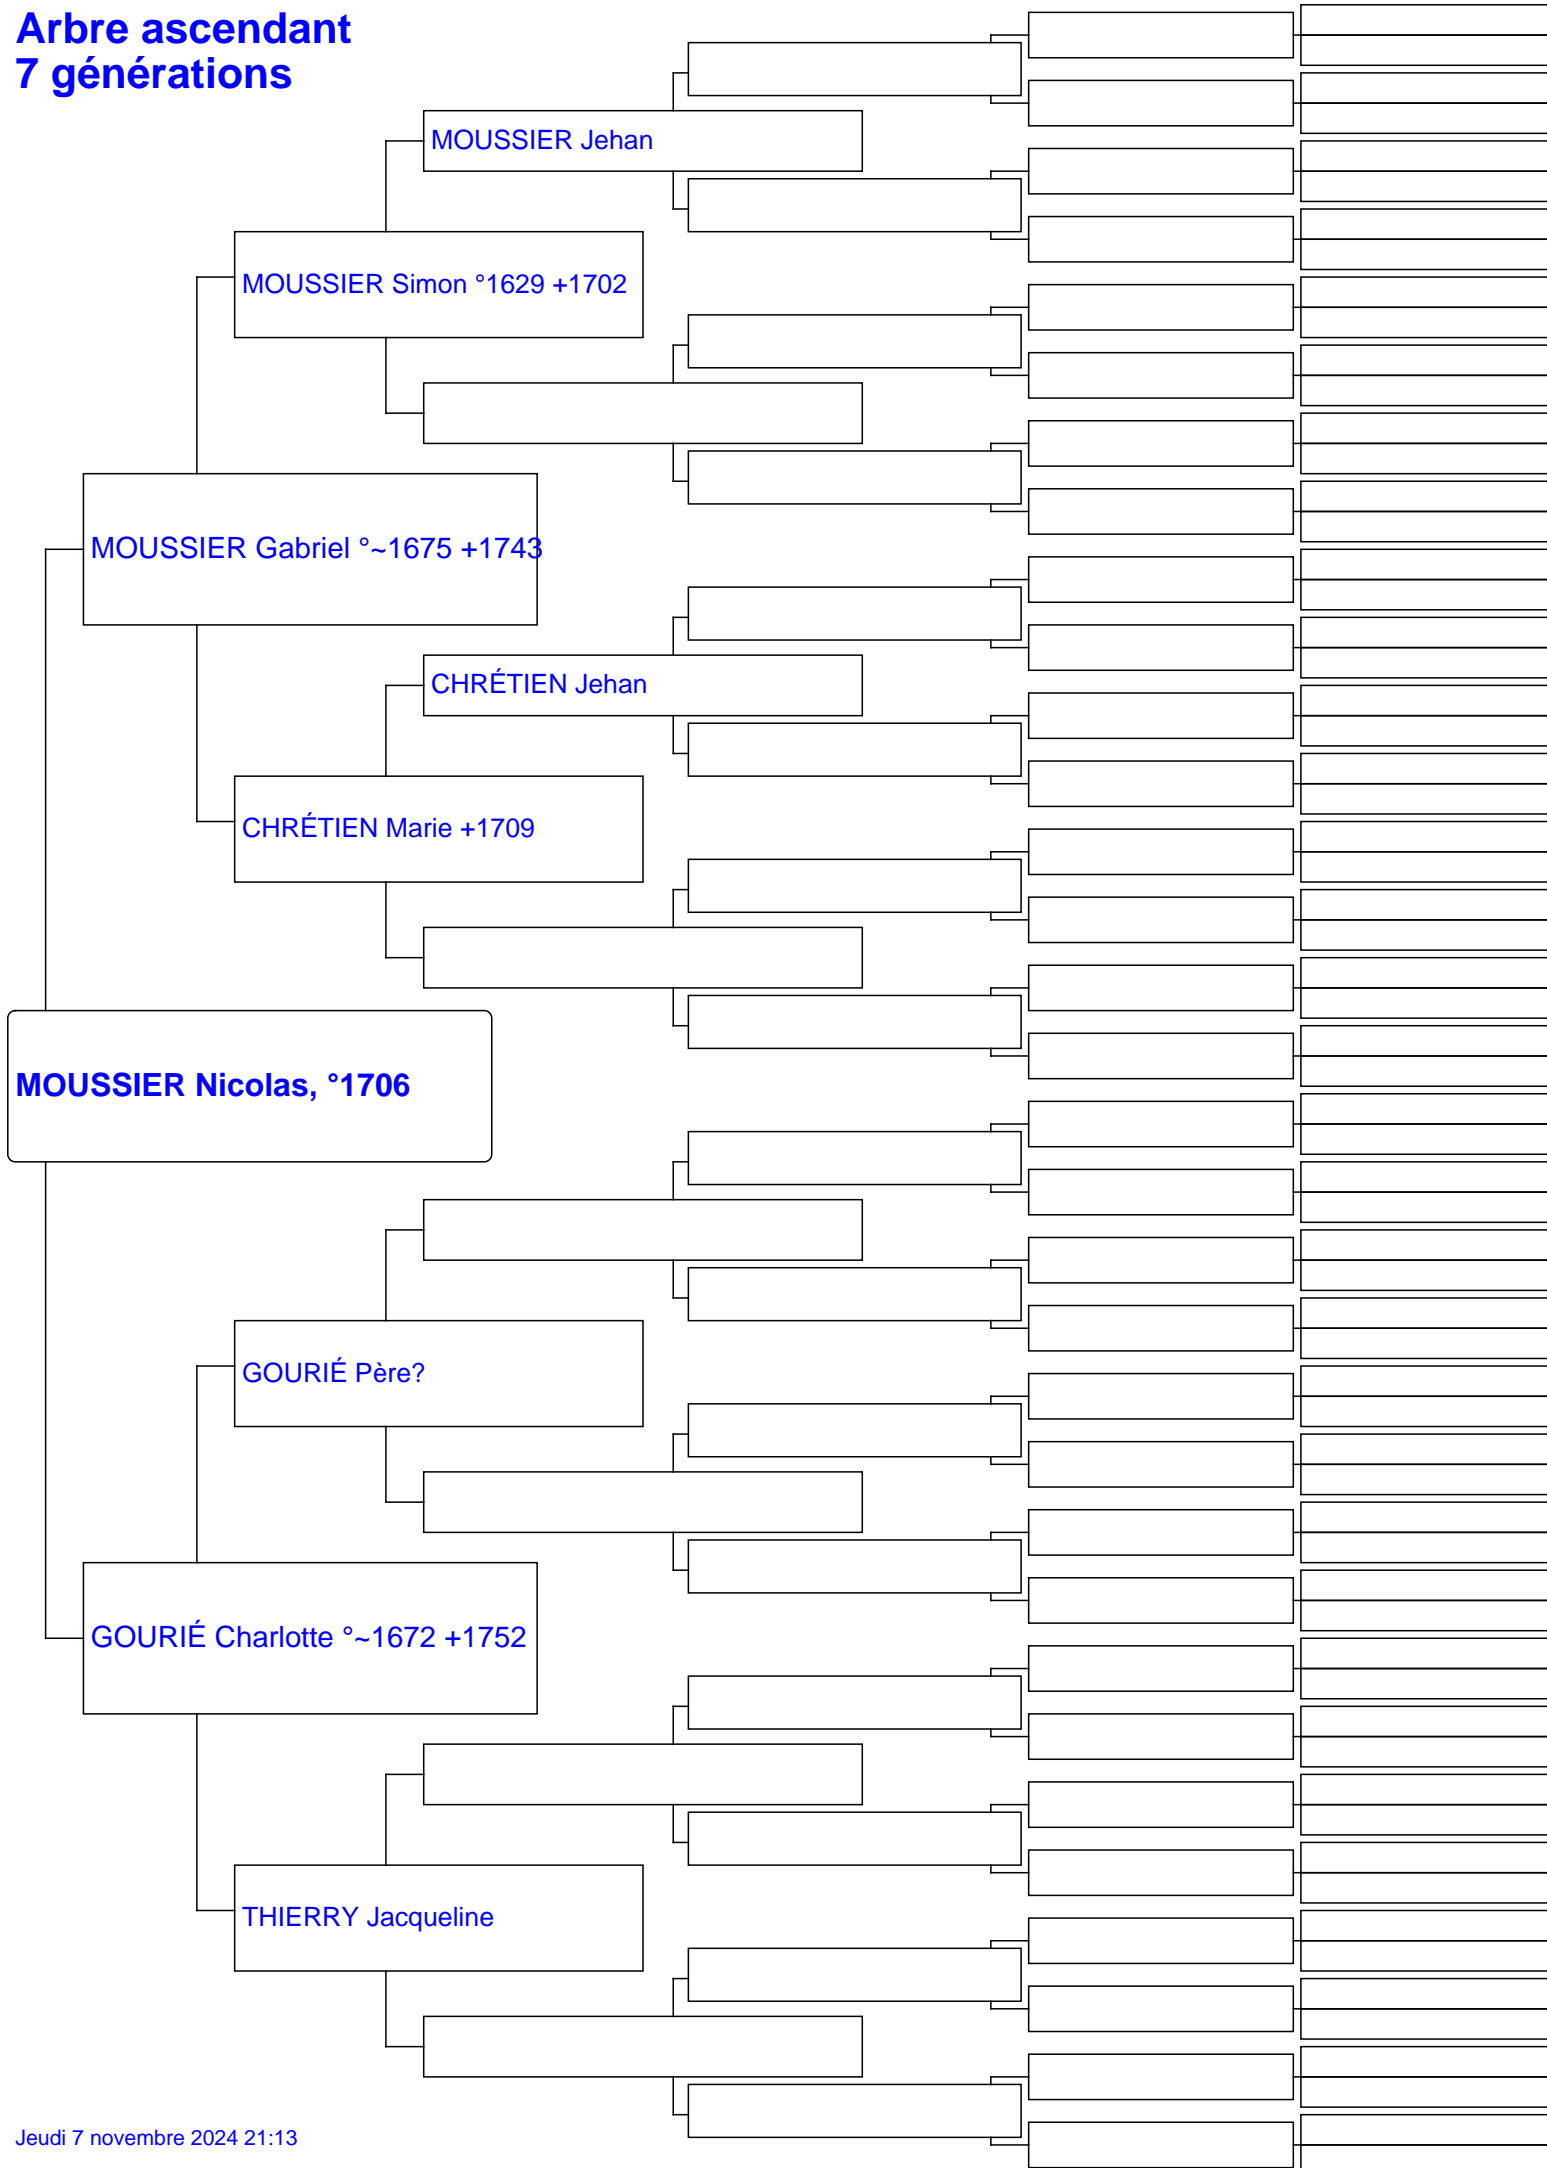 Arbre ascendant
7 générations
MOUSSIER Jehan
MOUSSIER Simon °1629 +1702
MOUSSIER Gabriel °~1675 +1743
CHRÉTIEN Jehan
CHRÉTIEN Marie +1709
MOUSSIER Nicolas, °1706
GOURIÉ Père?
GOURIÉ Charlotte °~1672 +1752
THIERRY Jacqueline
Jeudi 7 novembre 2024 21:13